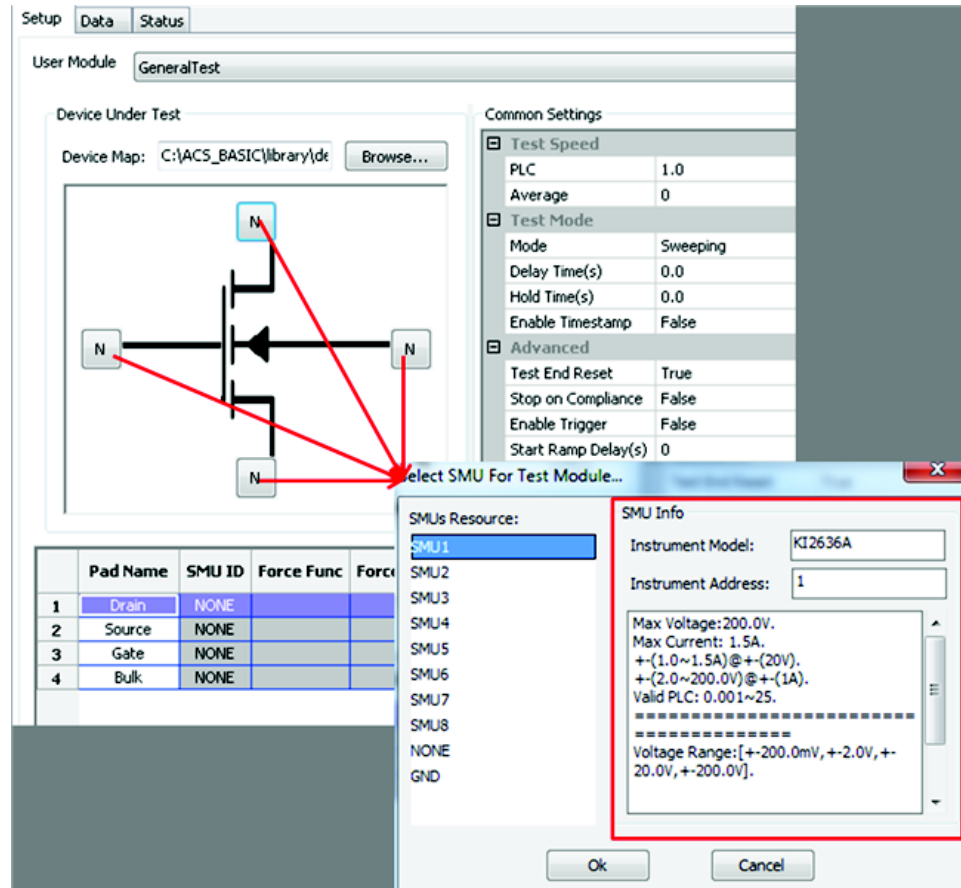 Setup Data Status
User Module GeneralTest
Device Under Test
Device Map: C:\ACS_BASIC\library\de Browse...
N
N
N
N
Common Settings
Test Speed
PLC 1.0
Average 0
Test Mode
Mode Sweeping
Delay Time(s) 0.0
Hold Time(s) 0.0
Enable Timestamp False
Advanced
Test End Reset True
Stop on Compliance False
Enable Trigger False
Start Ramp Delay(s) 0
Pad Name SMU ID Force Func Force
1 Drain NONE
2 Source NONE
3 Gate NONE
4 Bulk NONE
Select SMU For Test Module...
SMUs Resource:
SMU1
SMU2
SMU3
SMU4
SMU5
SMU6
SMU7
SMU8
NONE
GND
SMU Info
Instrument Model: KI2636A
Instrument Address: 1
Max Voltage:200.0V.
Max Current: 1.5A.
+-(1.0~1.5A)@+-(20V).
+-(2.0~200.0V)@+-(1A).
Valid PLC: 0.001~25.
==========================
==============
Voltage Range:[+-200.0mV,+-2.0V,+-
20.0V,+-200.0V].
Ok Cancel